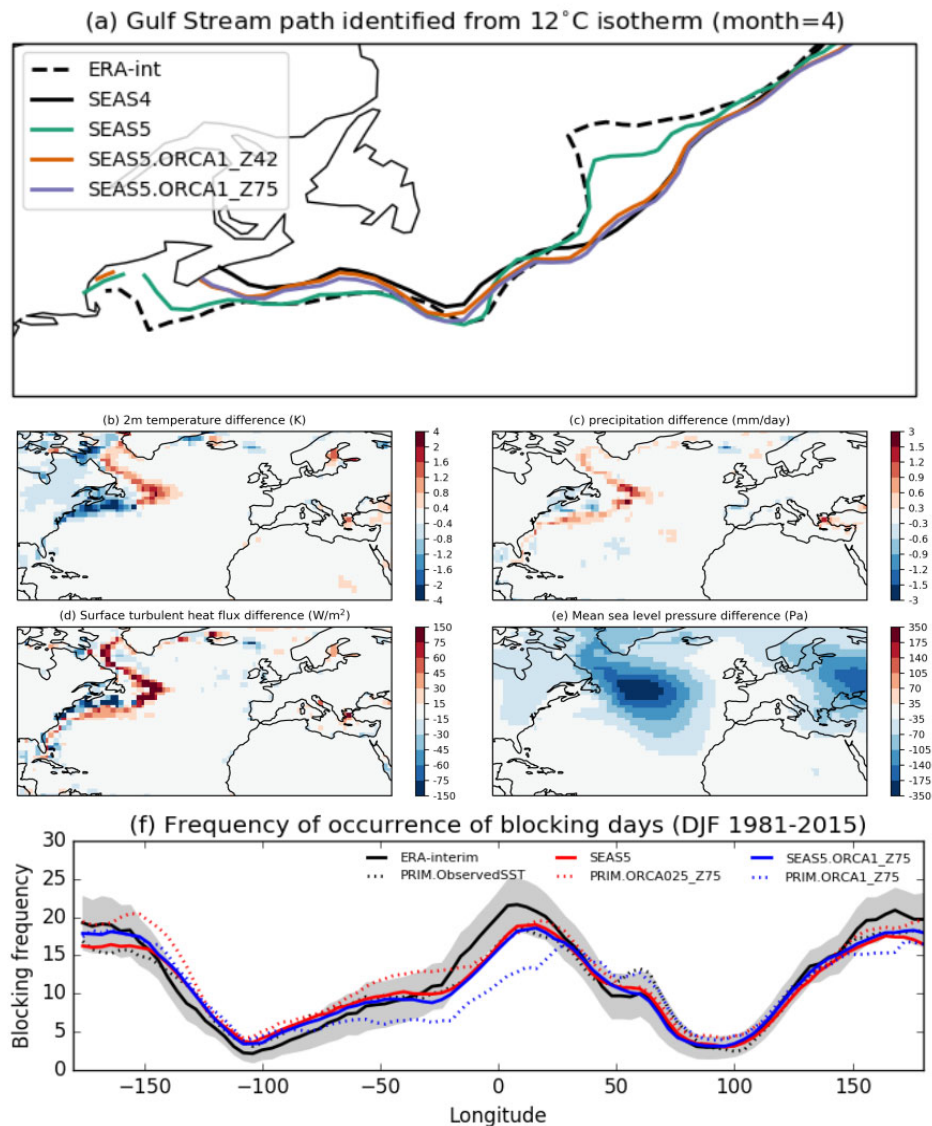 (a) Gulf Stream path identified from 12°C isotherm (month=4)
ERA-int
SEAS4
SEAS5
SEAS5.ORCA1_Z42
SEAS5.ORCA1_Z75
(b) 2m temperature difference (K)
4
2
1.6
1.2
0.8
0.4
-0.4
-0.8
-1.2
-1.6
-2
-4
(c) precipitation difference (mm/day)
3
1.5
1.2
0.9
0.6
0.3
-0.3
-0.6
-0.9
-1.2
-1.5
-3
(d) Surface turbulent heat flux difference (W/m²)
150
75
60
45
30
15
-15
-30
-45
-60
-75
-150
(e) Mean sea level pressure difference (Pa)
350
175
140
105
70
35
-35
-70
-105
-140
-175
-350
(f) Frequency of occurrence of blocking days (DJF 1981-2015)
ERA-interim
PRIM.ObservedSST
SEAS5
PRIM.ORCA025_Z75
SEAS5.ORCA1_Z75
PRIM.ORCA1_Z75
Blocking frequency
30
25
20
15
10
5
0
−150 −100 −50 0 50 100 150
Longitude